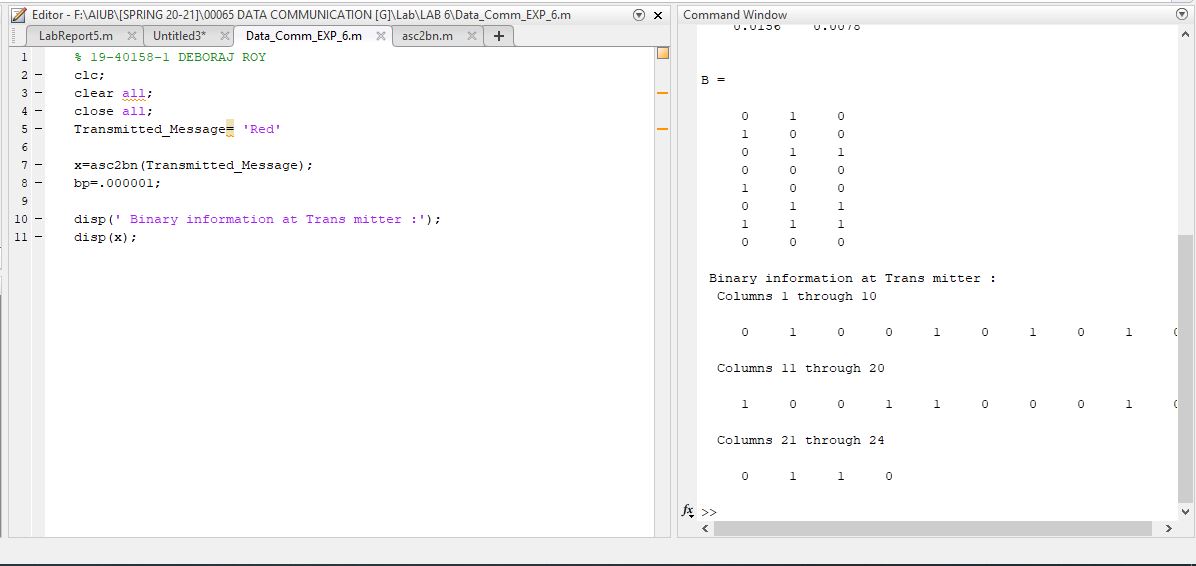 Editor - F:\AIUB\[SPRING 20-21]\00065 DATA COMMUNICATION [G]\Lab\LAB 6\Data_Comm_EXP_6.m
LabReport5.m Untitled3* Data_Comm_EXP_6.m asc2bn.m
1 % 19-40158-1 DEBORAJ ROY
2 clc;
3 clear all;
4 close all;
5 Transmitted_Message= 'Red'
6
7 x=asc2bn(Transmitted_Message);
8 bp=.000001;
9
10 disp(' Binary information at Trans mitter :');
11 disp(x);
Command Window
0.0156 0.0078
B =
0 1 0
1 0 0
0 1 1
0 0 0
1 0 0
0 1 1
1 1 1
0 0 0
Binary information at Trans mitter :
Columns 1 through 10
0 1 0 0 1 0 1 0 1 0
Columns 11 through 20
1 0 0 1 1 0 0 0 1 0
Columns 21 through 24
0 1 1 0
fx >>